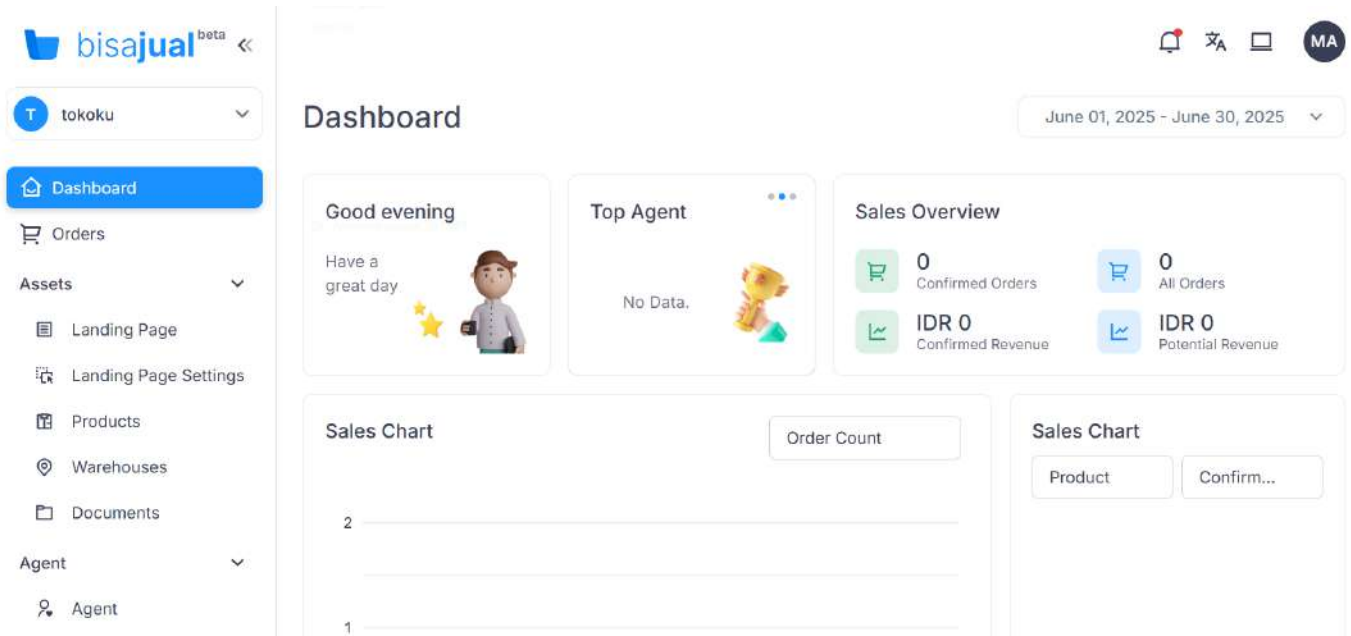 bisajual beta
T tokoku
Dashboard
Orders
Assets
Landing Page
Landing Page Settings
Products
Warehouses
Documents
Agent
Agent
MA
Dashboard
June 01, 2025 - June 30, 2025
Good evening
Have a
great day
Top Agent
No Data.
Sales Overview
0
Confirmed Orders
0
All Orders
IDR 0
Confirmed Revenue
IDR 0
Potential Revenue
Sales Chart
Order Count
2
1
Sales Chart
Product
Confirm...